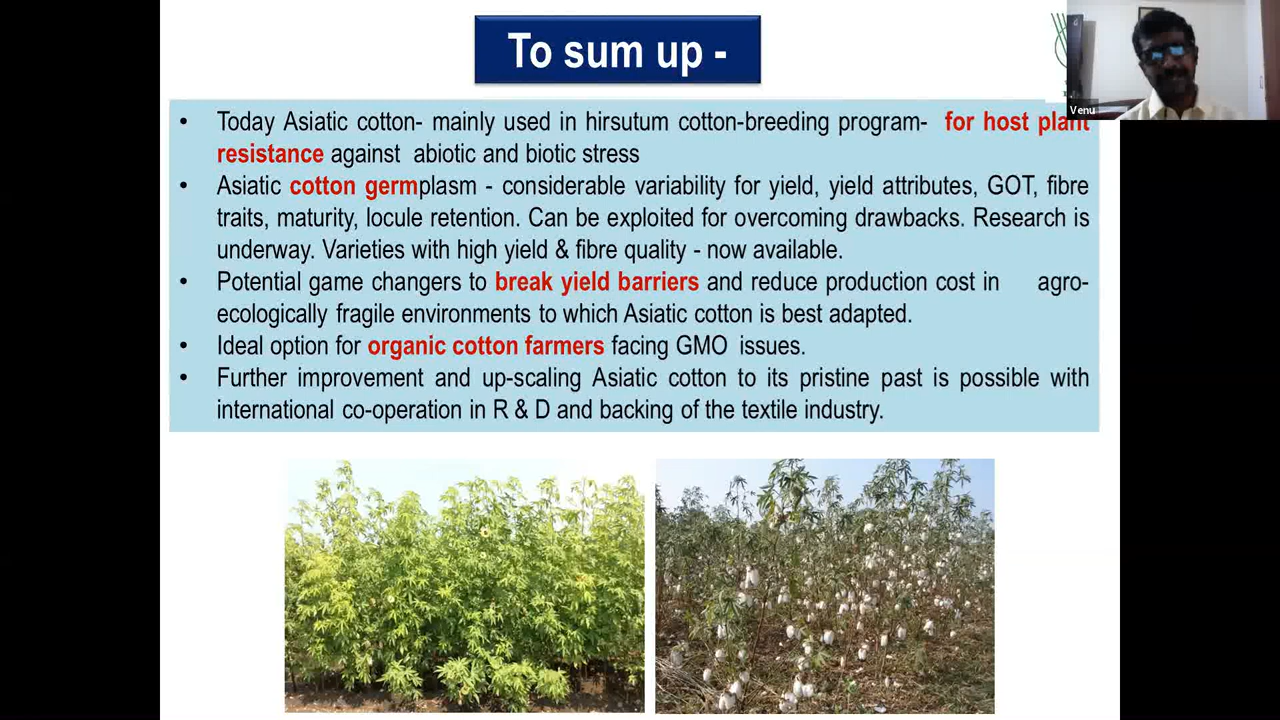 To sum up -
Venu
• Today Asiatic cotton- mainly used in hirsutum cotton-breeding program- for host plant
resistance against abiotic and biotic stress
• Asiatic cotton germplasm - considerable variability for yield, yield attributes, GOT, fibre
traits, maturity, locule retention. Can be exploited for overcoming drawbacks. Research is
underway. Varieties with high yield & fibre quality - now available.
• Potential game changers to break yield barriers and reduce production cost in agro-
ecologically fragile environments to which Asiatic cotton is best adapted.
• Ideal option for organic cotton farmers facing GMO issues.
• Further improvement and up-scaling Asiatic cotton to its pristine past is possible with
international co-operation in R & D and backing of the textile industry.